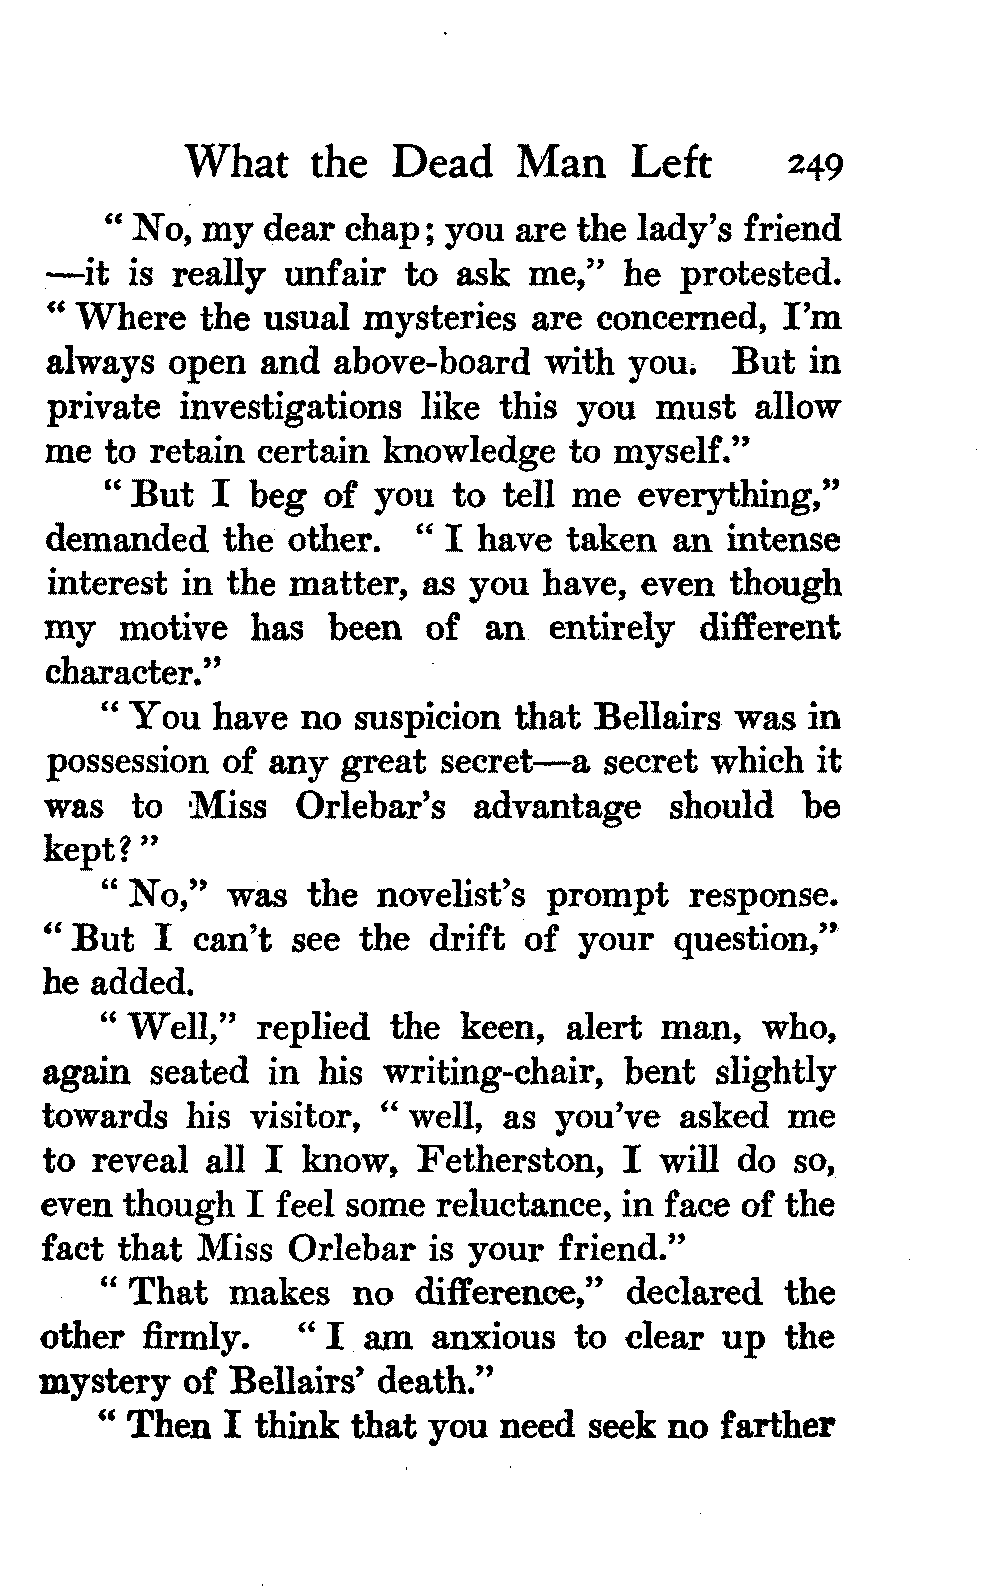 What the Dead Man Left 249
“ No, my dear chap; you are the lady’s friend
—it is really unfair to ask me,” he protested.
“ Where the usual mysteries are concerned, I’m
always open and above-board with you. But in
private investigations like this you must allow
me to retain certain knowledge to myself.”
“ But I beg of you to tell me everything,”
demanded the other. “ I have taken an intense
interest in the matter, as you have, even though
my motive has been of an entirely different
character.”
“ You have no suspicion that Bellairs was in
possession of any great secret—a secret which it
was to Miss Orlebar’s advantage should be
kept? ”
“ No,” was the novelist’s prompt response.
“ But I can’t see the drift of your question,”
he added.
“ Well,” replied the keen, alert man, who,
again seated in his writing-chair, bent slightly
towards his visitor, “ well, as you’ve asked me
to reveal all I know, Fetherston, I will do so,
even though I feel some reluctance, in face of the
fact that Miss Orlebar is your friend.”
“ That makes no difference,” declared the
other firmly. “ I am anxious to clear up the
mystery of Bellairs’ death.”
“ Then I think that you need seek no farther